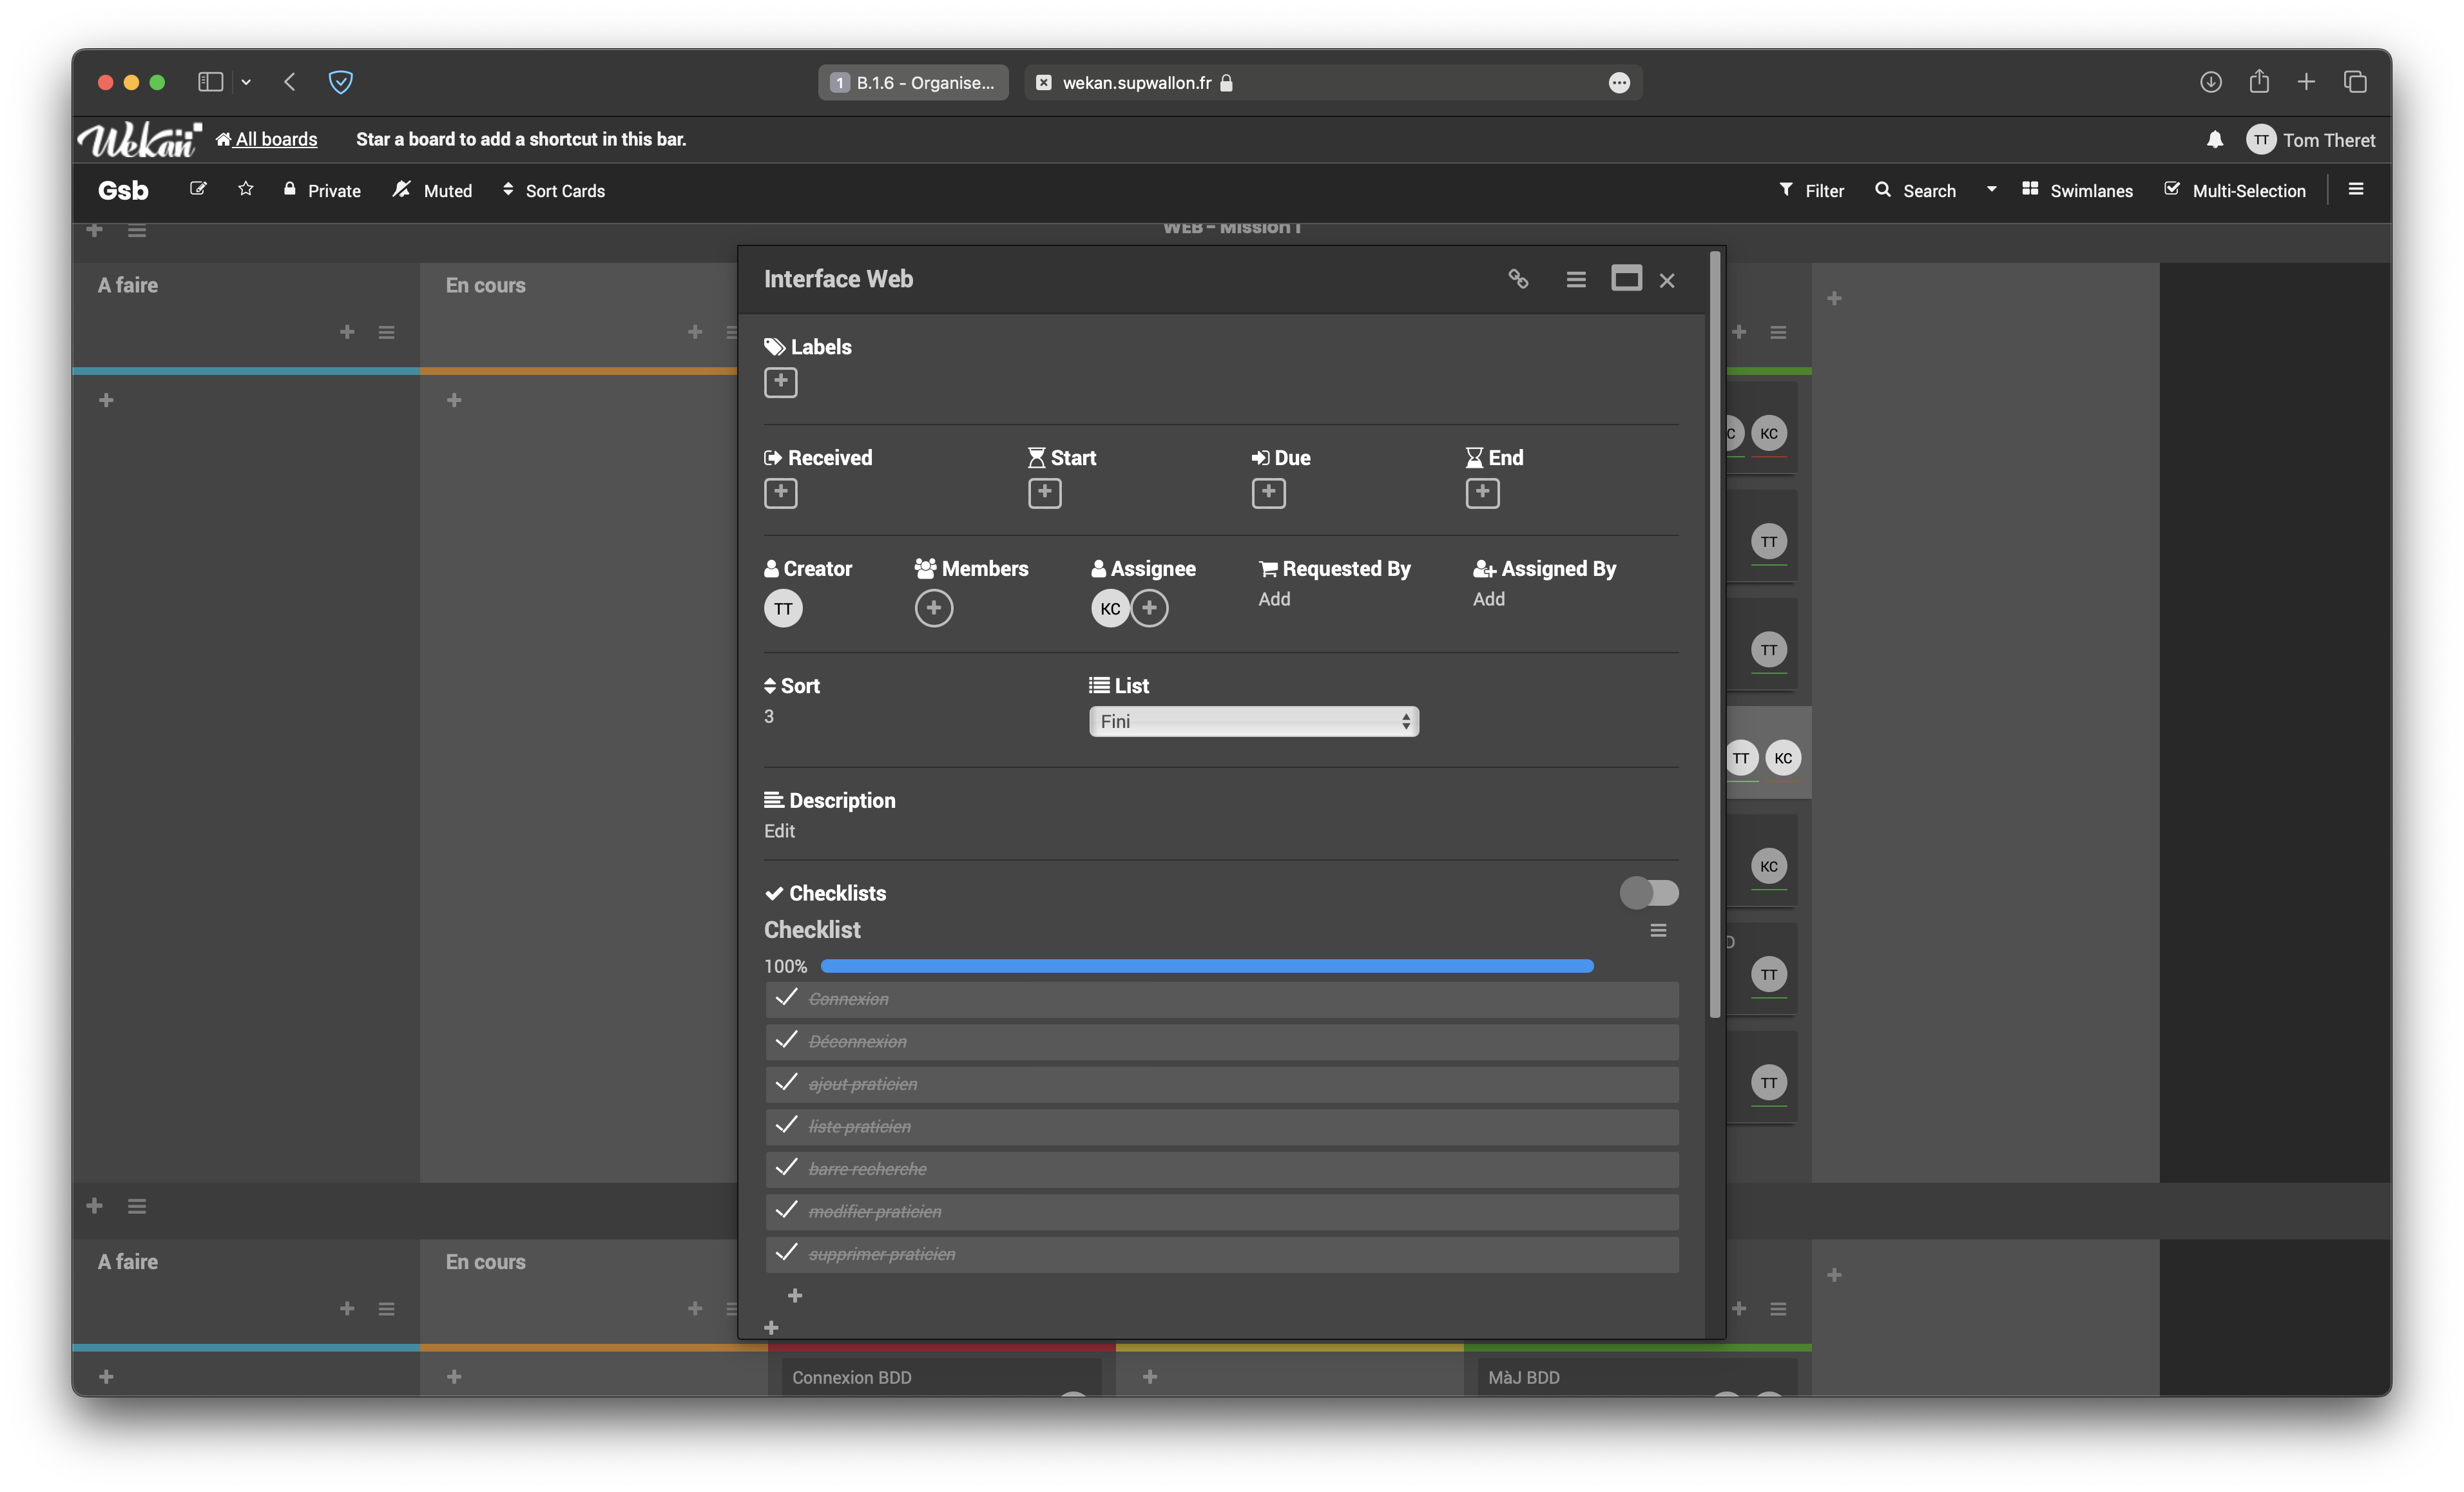 1 B.1.6 - Organise...
wekan.supwallon.fr
Wekan All boards Star a board to add a shortcut in this bar. TT Tom Theret
Gsb Private Muted Sort Cards Filter Search Swimlanes Multi-Selection
WEB - Mission 1
A faire En cours
Interface Web
Labels
Received Start Due End
Creator Members Assignee Requested By Assigned By
TT KC Add Add
Sort List
3 Fini
Description
Edit
Checklists
Checklist
100%
Connexion
Déconnexion
ajout praticien
liste praticien
barre recherche
modifier praticien
supprimer praticien
C KC
TT
TT
TT KC
KC
D
TT
TT
A faire En cours
Connexion BDD MàJ BDD